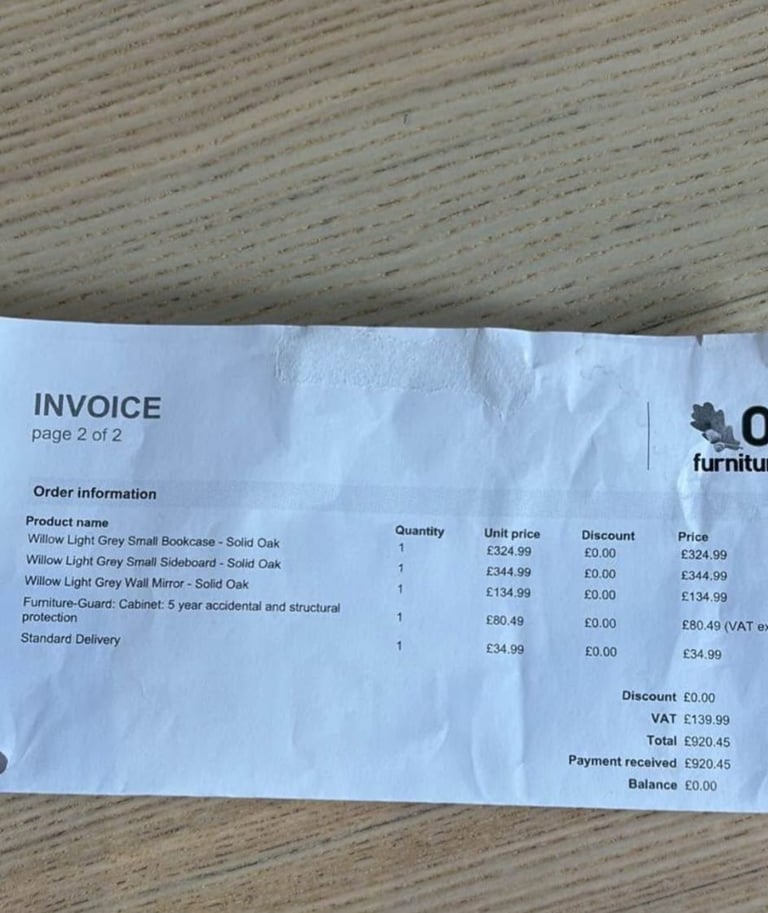 INVOICE
page 2 of 2
Order information
Product name Quantity Unit price Discount Price
Willow Light Grey Small Bookcase - Solid Oak 1 £324.99 £0.00 £324.99
Willow Light Grey Small Sideboard - Solid Oak 1 £344.99 £0.00 £344.99
Willow Light Grey Wall Mirror - Solid Oak 1 £134.99 £0.00 £134.99
Furniture-Guard: Cabinet: 5 year accidental and structural
protection 1 £80.49 £0.00 £80.49 (VAT
Standard Delivery 1 £34.99 £0.00 £34.99
Discount £0.00
VAT £139.99
Total £920.45
Payment received £920.45
Balance £0.00